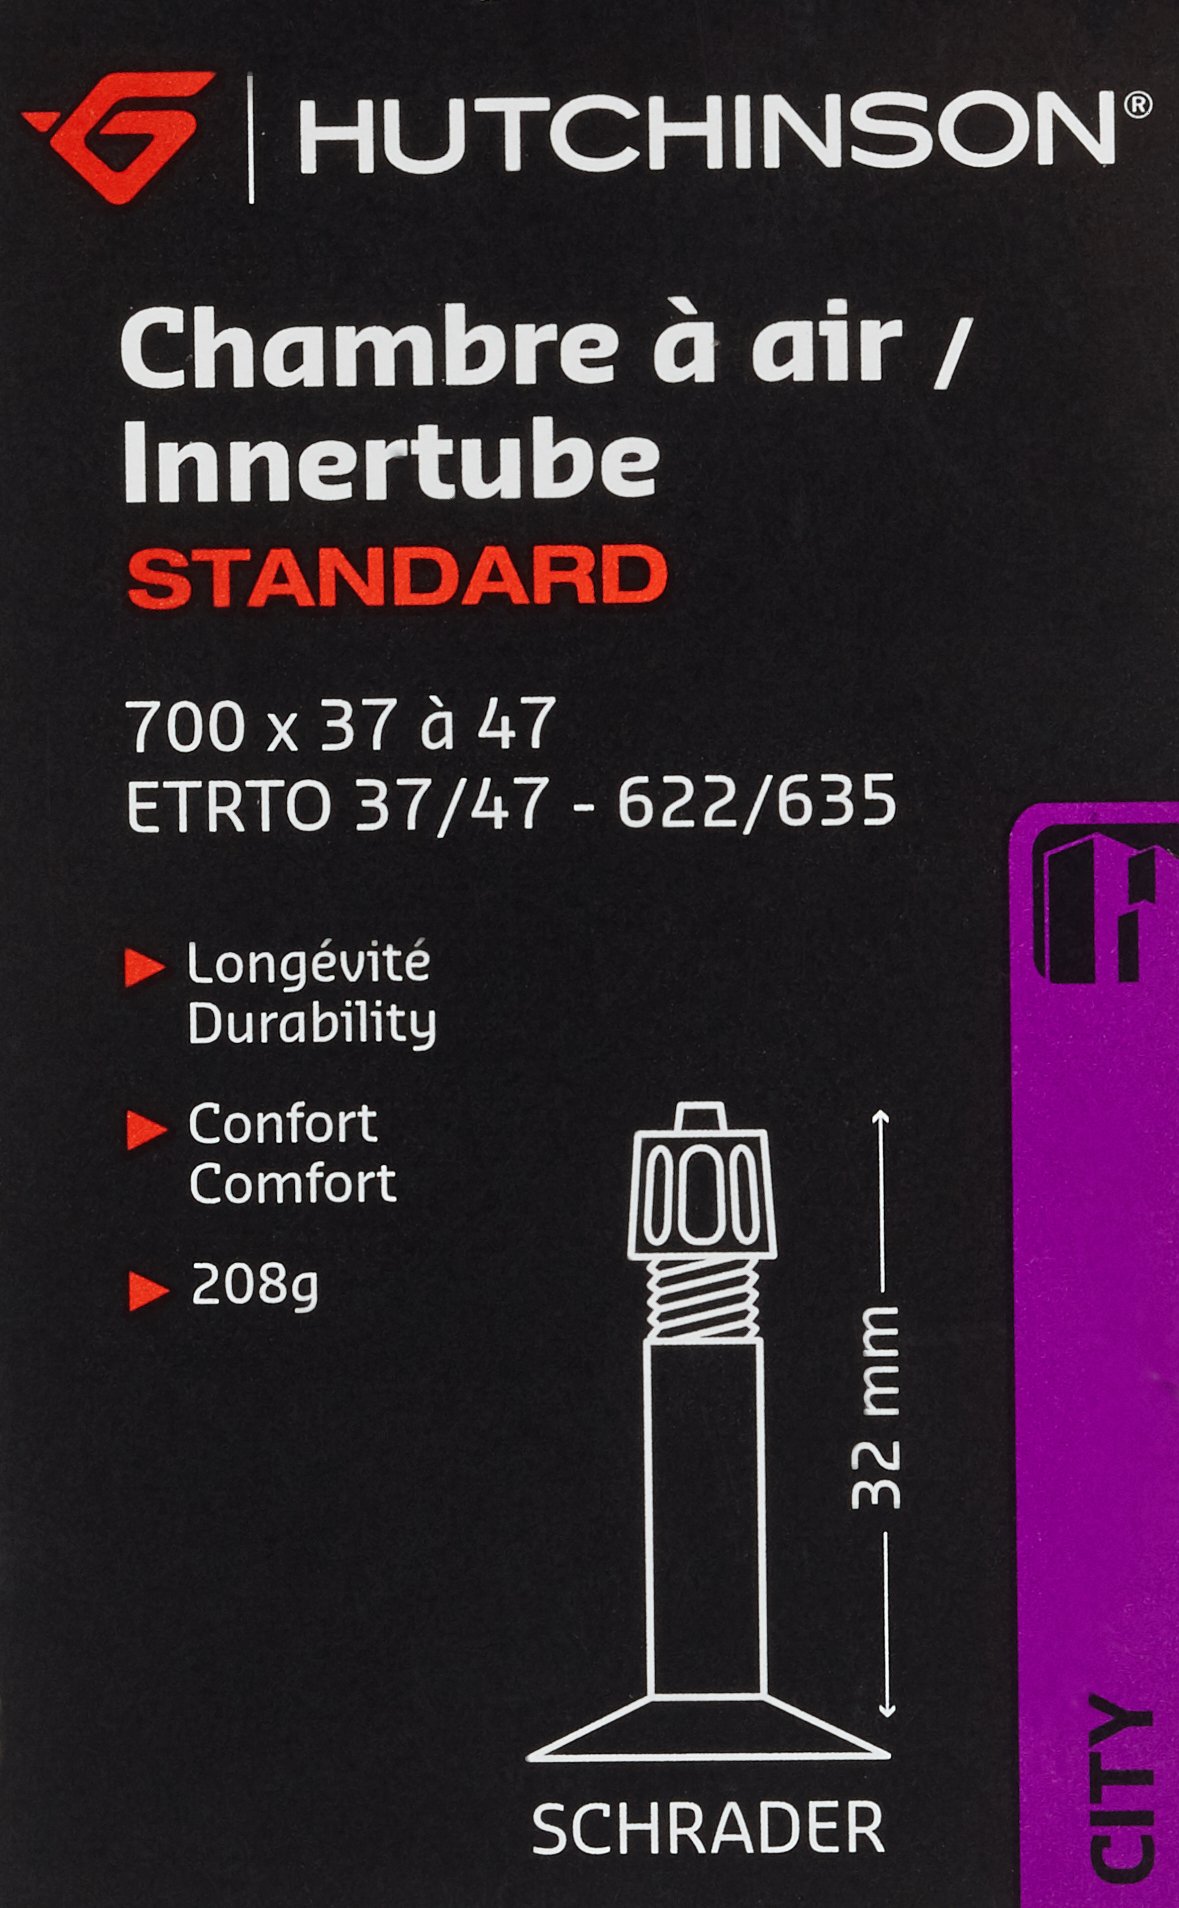 HUTCHINSON®
Chambre à air /
Innertube
STANDARD
700 x 37 à 47
ETRTO 37/47 - 622/635
Longévité
Durability
Confort
Comfort
208g
32 mm
SCHRADER
CITY